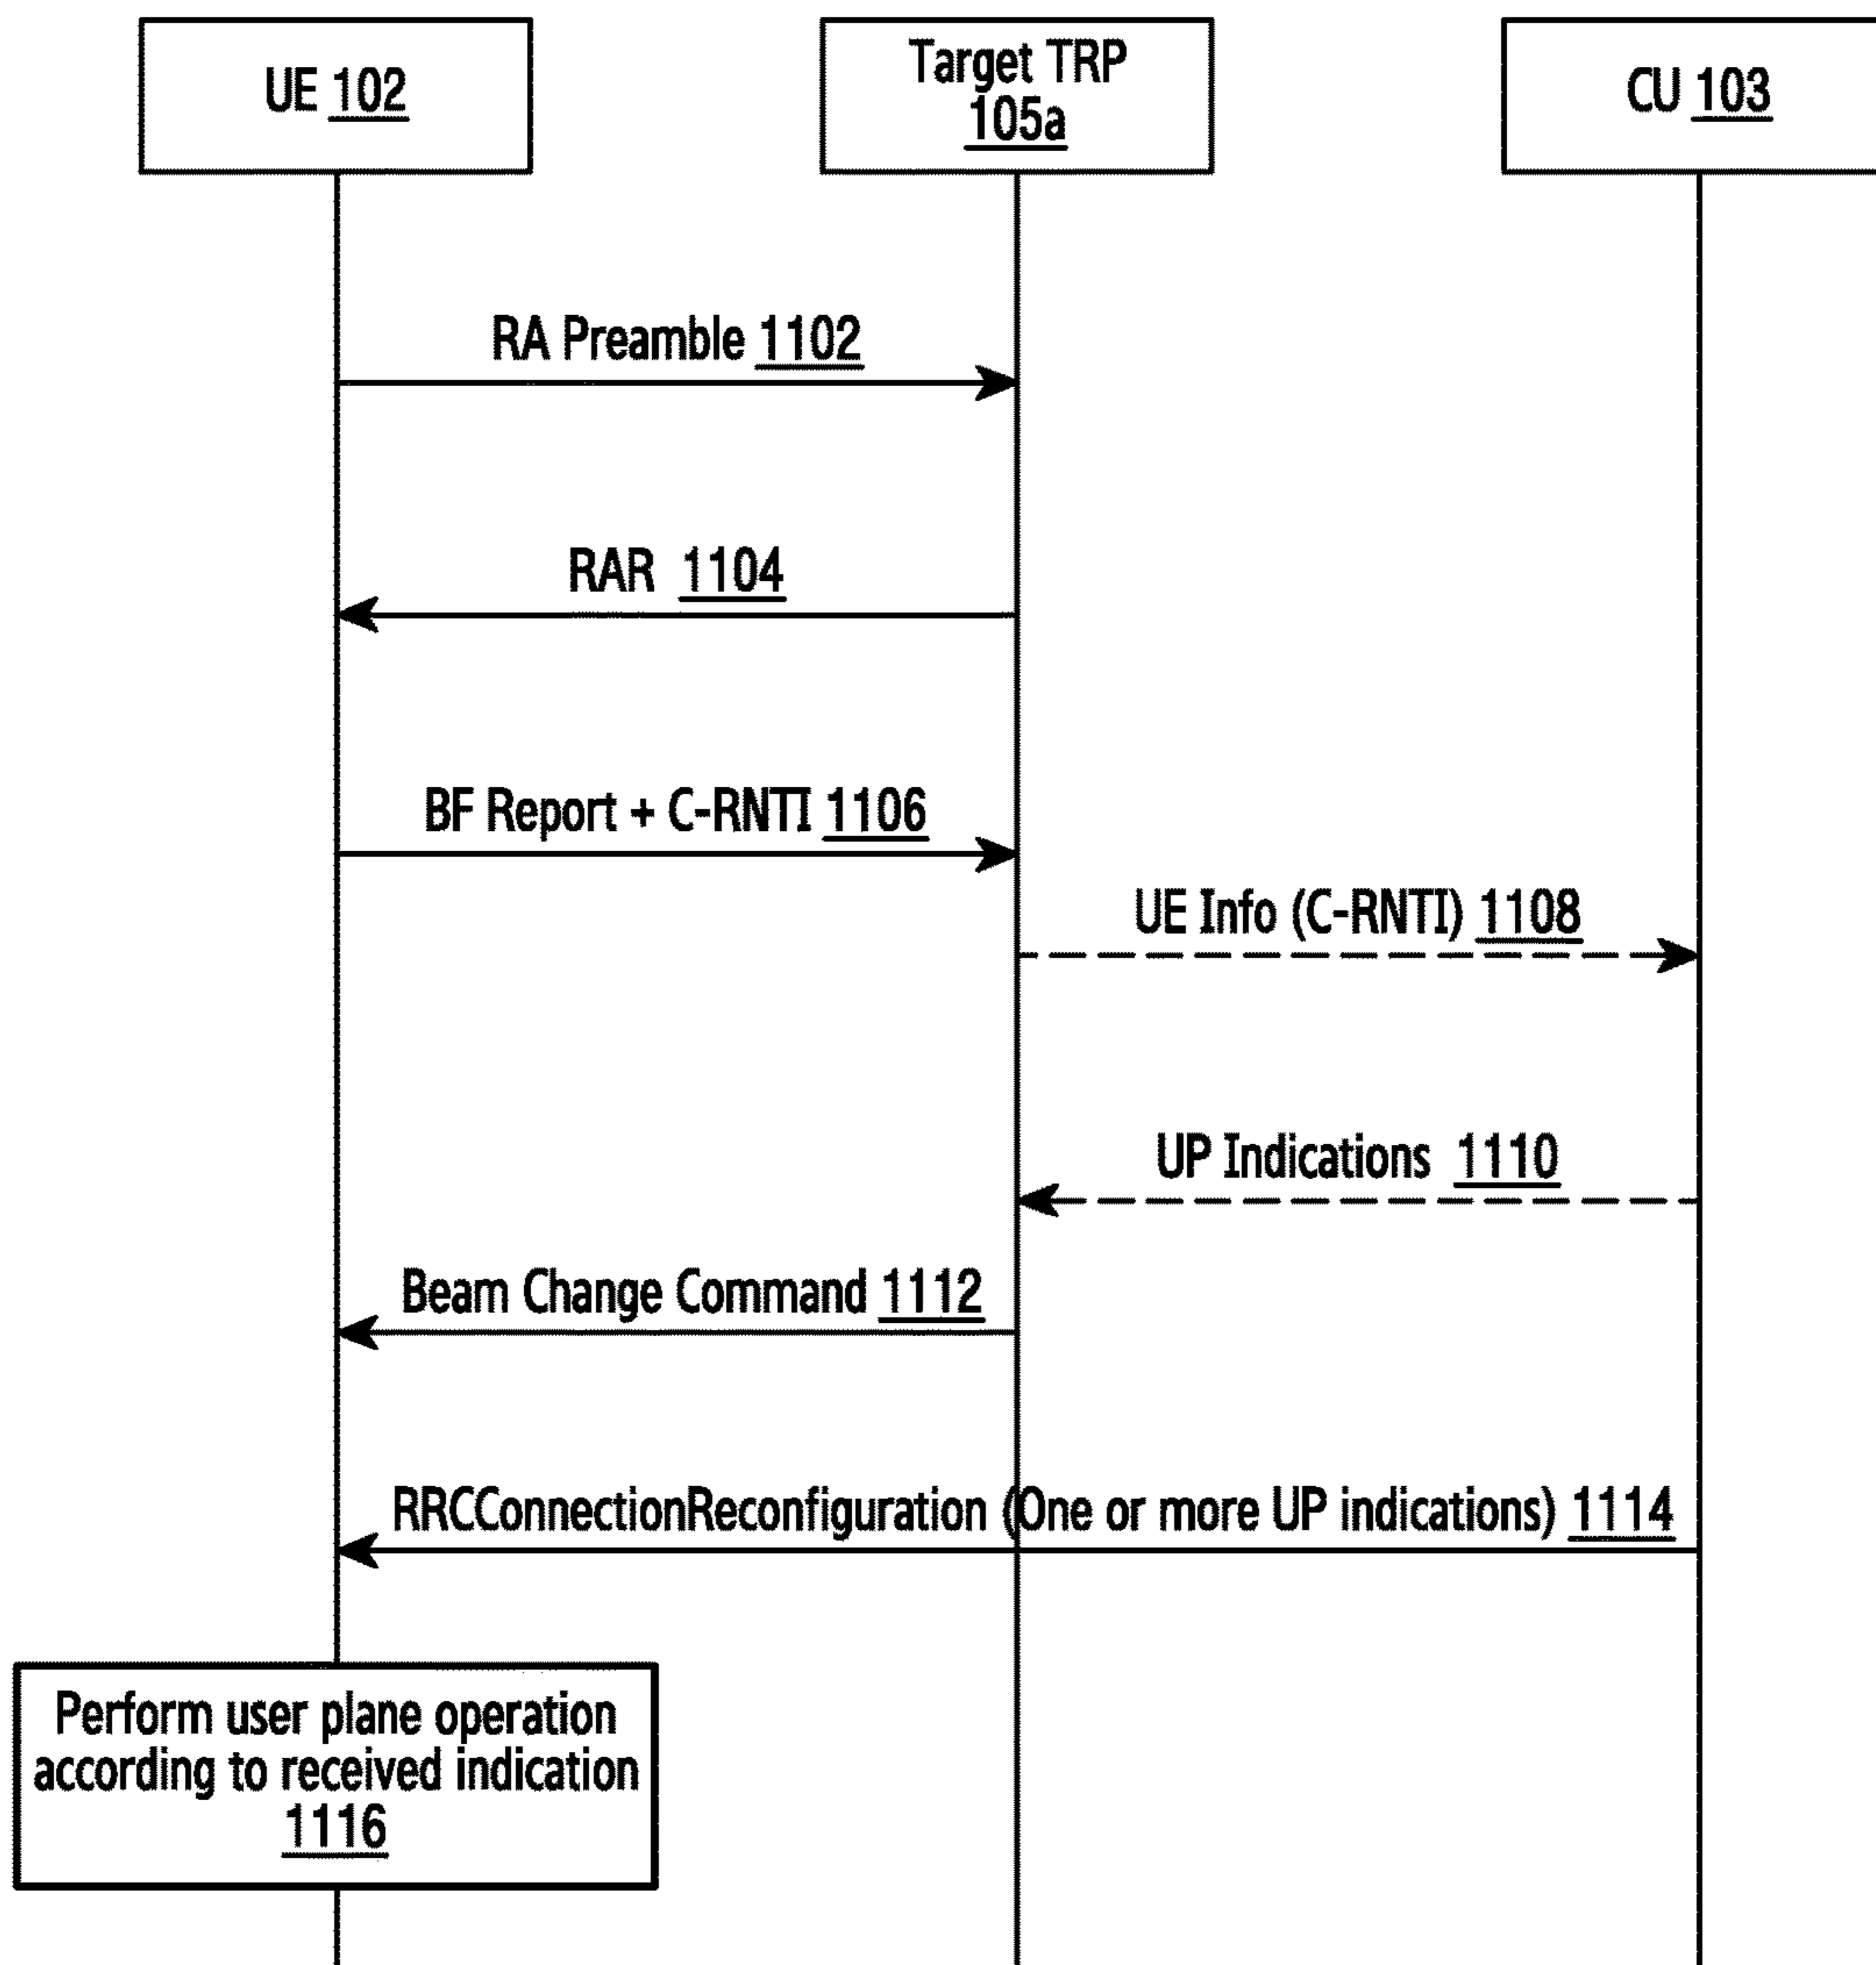 UE 102
Target TRP
105a
CU 103
RA Preamble 1102
RAR 1104
BF Report + C-RNTI 1106
UE Info (C-RNTI) 1108
UP Indications 1110
Beam Change Command 1112
RRCConnectionReconfiguration (One or more UP indications) 1114
Perform user plane operation
according to received indication
1116